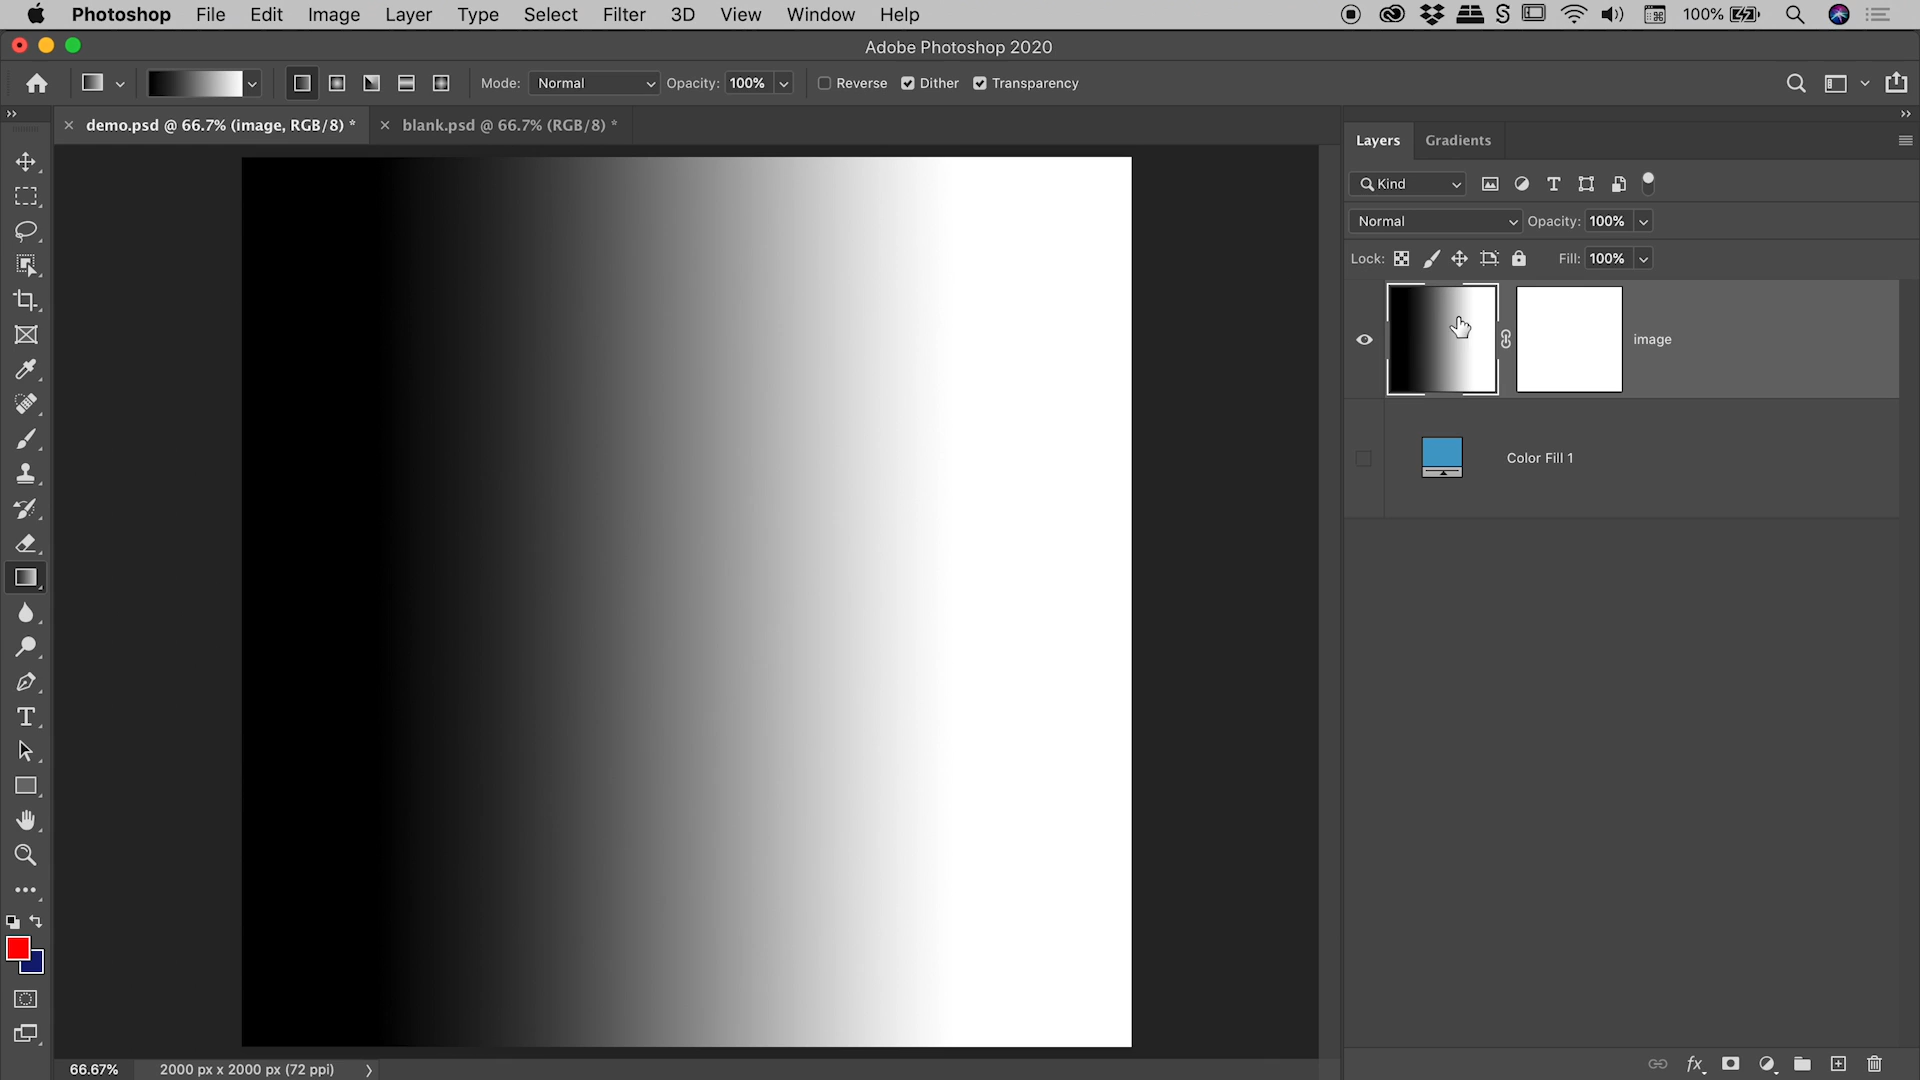 Photoshop File Edit Image Layer Type Select Filter 3D View Window Help 100%
Adobe Photoshop 2020
Mode: Normal Opacity: 100% Reverse Dither Transparency
demo.psd @ 66.7% (image, RGB/8) * blank.psd @ 66.7% (RGB/8) *
Layers Gradients
Kind
Normal Opacity: 100%
Lock: Fill: 100%
image
Color Fill 1
66.67% 2000 px x 2000 px (72 ppi)